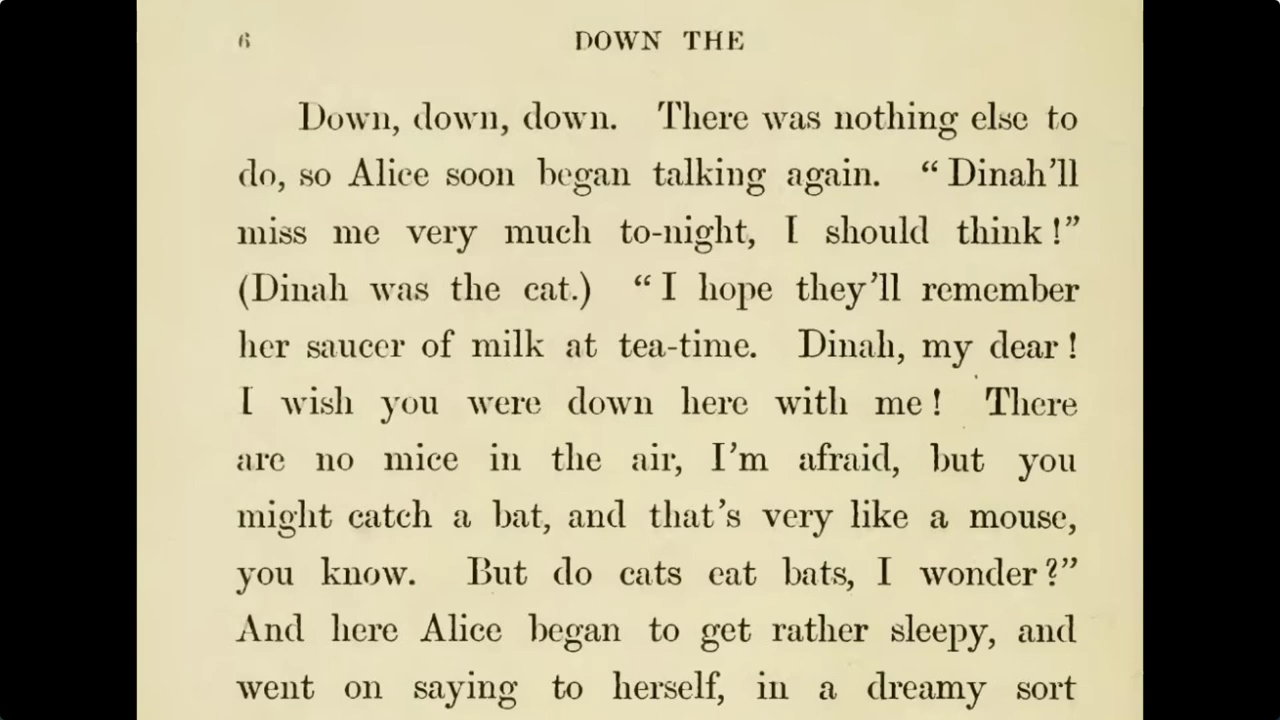 6 DOWN THE
Down, down, down. There was nothing else to
do, so Alice soon began talking again. “Dinah’ll
miss me very much to-night, I should think!”
(Dinah was the cat.) “I hope they’ll remember
her saucer of milk at tea-time. Dinah, my dear!
I wish you were down here with me! There
are no mice in the air, I’m afraid, but you
might catch a bat, and that’s very like a mouse,
you know. But do cats eat bats, I wonder?”
And here Alice began to get rather sleepy, and
went on saying to herself, in a dreamy sort